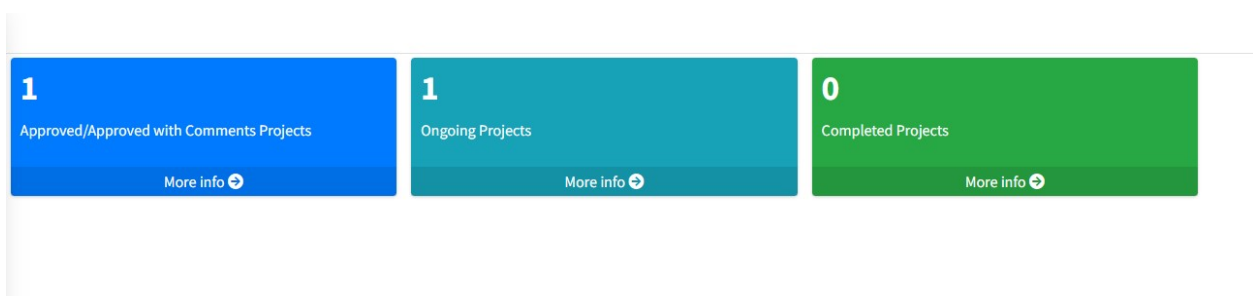 1
Approved/Approved with Comments Projects
More info
1
Ongoing Projects
More info
0
Completed Projects
More info